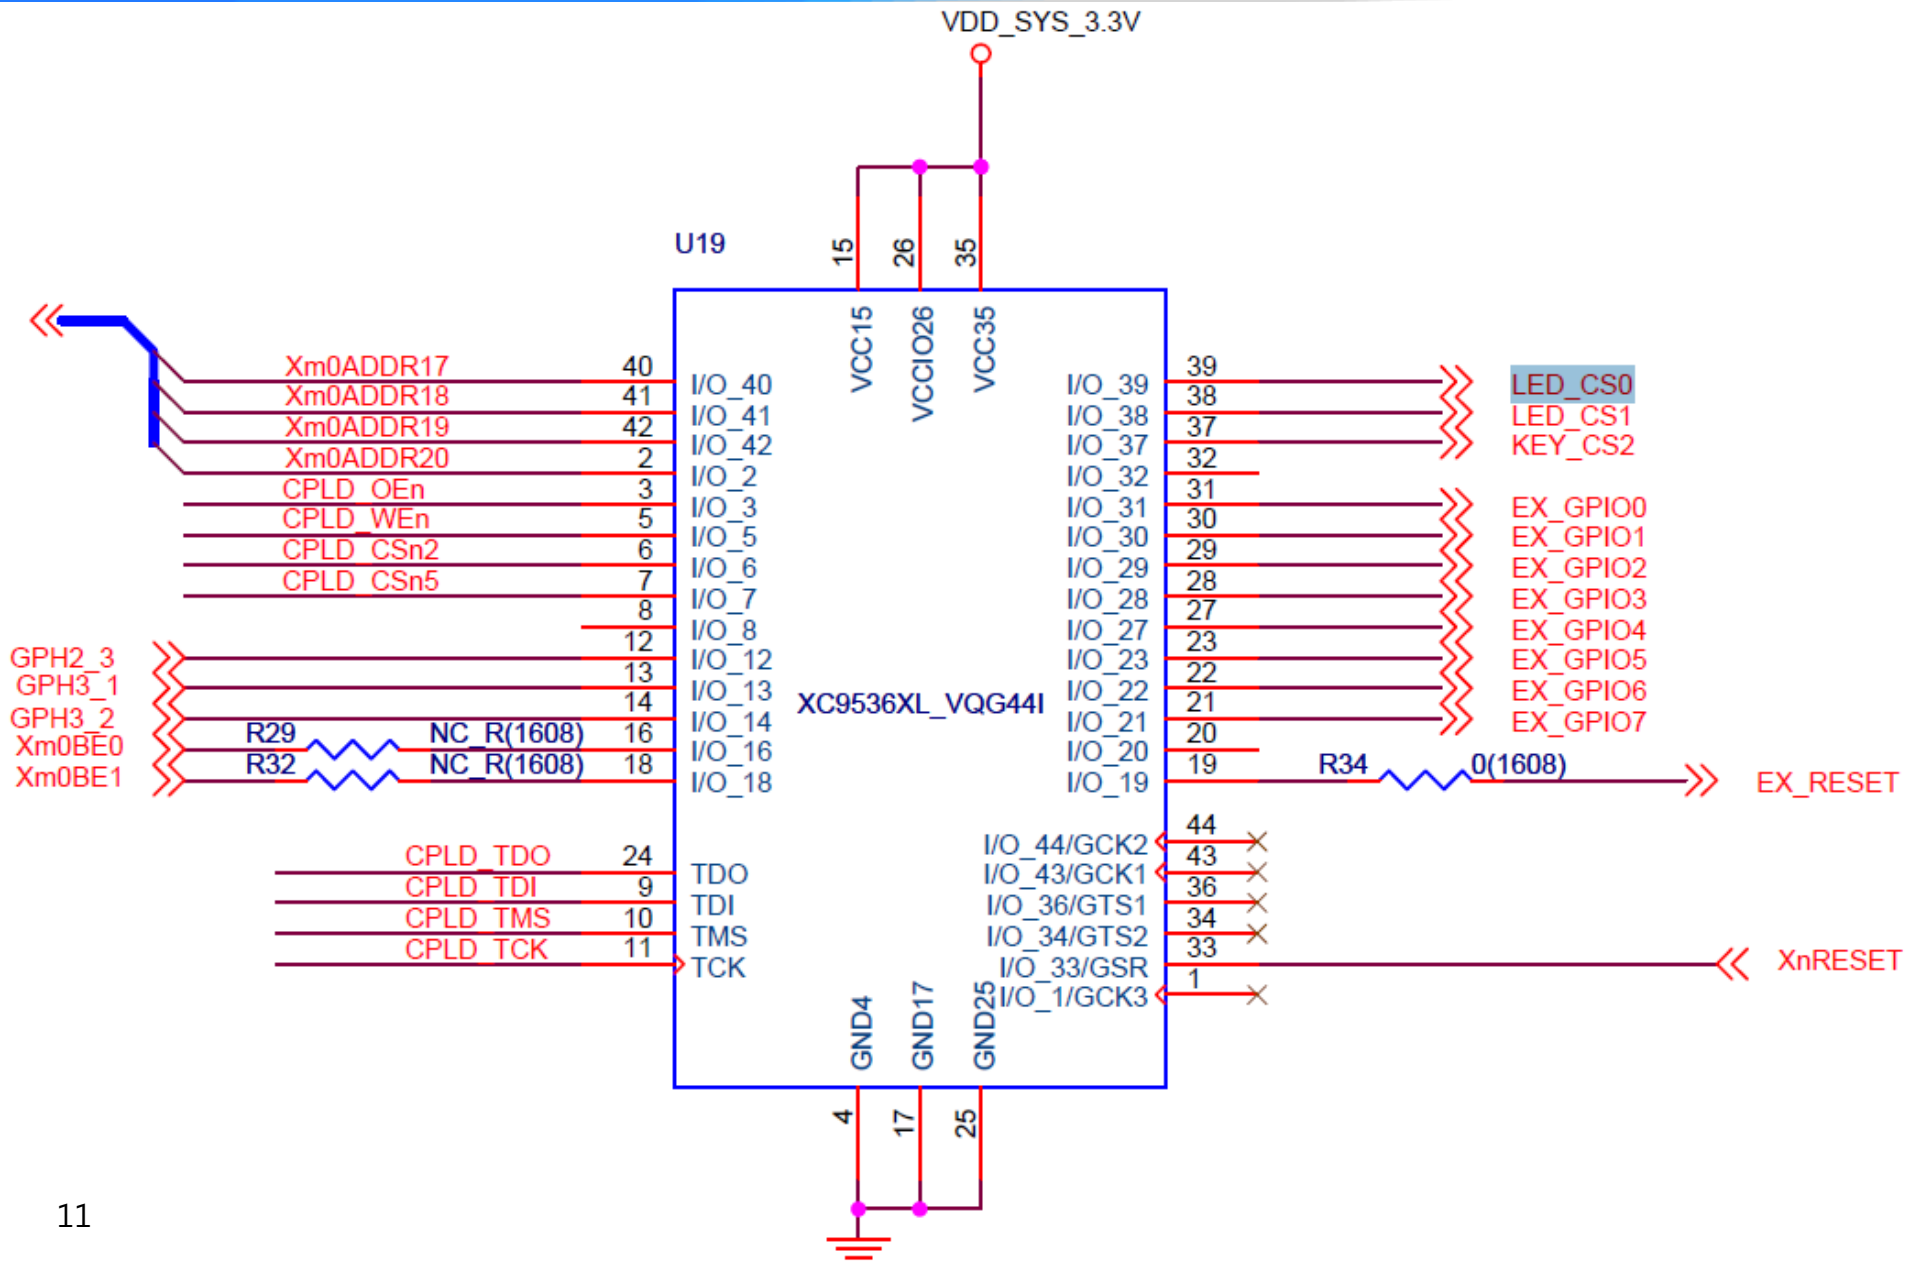 VDD_SYS_3.3V
U19
15
26
35
VCC15
VCCIO26
VCC35
Xm0ADDR17 40 I/O_40
Xm0ADDR18 41 I/O_41
Xm0ADDR19 42 I/O_42
Xm0ADDR20 2 I/O_2
CPLD_OEn 3 I/O_3
CPLD_WEn 5 I/O_5
CPLD_CSn2 6 I/O_6
CPLD_CSn5 7 I/O_7
8 I/O_8
GPH2_3 12 I/O_12
GPH3_1 13 I/O_13
GPH3_2 14 I/O_14
Xm0BE0 R29 NC_R(1608) 16 I/O_16
Xm0BE1 R32 NC_R(1608) 18 I/O_18
CPLD_TDO 24 TDO
CPLD_TDI 9 TDI
CPLD_TMS 10 TMS
CPLD_TCK 11 TCK
XC9536XL_VQG44I
I/O_39 39 LED_CS0
I/O_38 38 LED_CS1
I/O_37 37 KEY_CS2
I/O_32 32
I/O_31 31 EX_GPIO0
I/O_30 30 EX_GPIO1
I/O_29 29 EX_GPIO2
I/O_28 28 EX_GPIO3
I/O_27 27 EX_GPIO4
I/O_23 23 EX_GPIO5
I/O_22 22 EX_GPIO6
I/O_21 21 EX_GPIO7
I/O_20 20
I/O_19 19 R34 0(1608) EX_RESET
I/O_44/GCK2 44
I/O_43/GCK1 43
I/O_36/GTS1 36
I/O_34/GTS2 34
I/O_33/GSR 33 XnRESET
I/O_1/GCK3 1
GND4
GND17
GND25
4
17
25
11